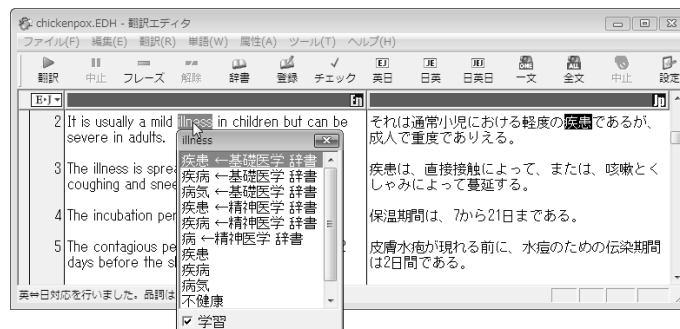 chickenpox.EDH - 翻訳エディタ
ファイル(F) 編集(E) 翻訳(R) 単語(W) 属性(A) ツール(T) ヘルプ(H)
翻訳 中止 フレーズ 解除 辞書 登録 チェック 英日 日英 日英日 一文 全文 中止 設定
E•J En Jn
2 It is usually a mild illness in children but can be
severe in adults.
それは通常小児における軽度の疾患であるが、
成人で重度でありえる。
3 The illness is sprea
coughing and snee
疾患は、直接接触によって、または、咳嗽とく
しゃみによって蔓延する。
4 The incubation per
保温期間は、7から21日まである。
5 The contagious pe 2
days before the s
皮膚水疱が現れる前に、水痘のための伝染期間
は2日間である。
illness
疾患 ←基礎医学 辞書
疾病 ←基礎医学 辞書
病気 ←基礎医学 辞書
疾患 ←精神医学 辞書
疾病 ←精神医学 辞書
病 ←精神医学 辞書
疾患
疾病
病気
不健康
学習
英⇔日対応を行いました。品詞は